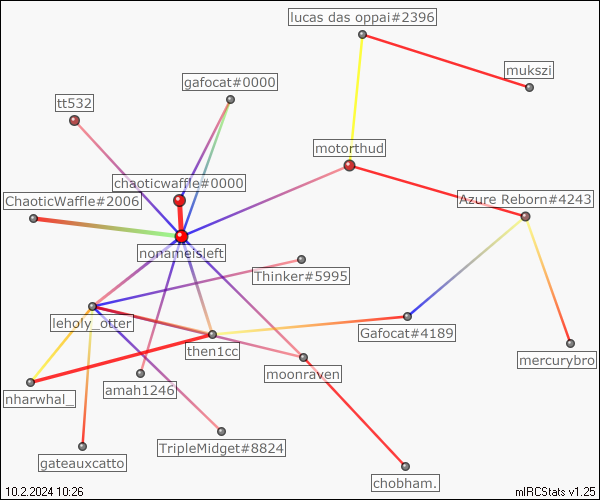 lucas das oppai#2396
mukszi
gafocat#0000
tt532
motorthud
chaoticwaffle#0000
ChaoticWaffle#2006
Azure Reborn#4243
nonameisleft
Thinker#5995
leholy_otter
Gafocat#4189
then1cc
mercurybro
moonraven
amah1246
nharwhal_
TripleMidget#8824
gateauxcatto
chobham.
10.2.2024 10:26
mIRCStats v1.25